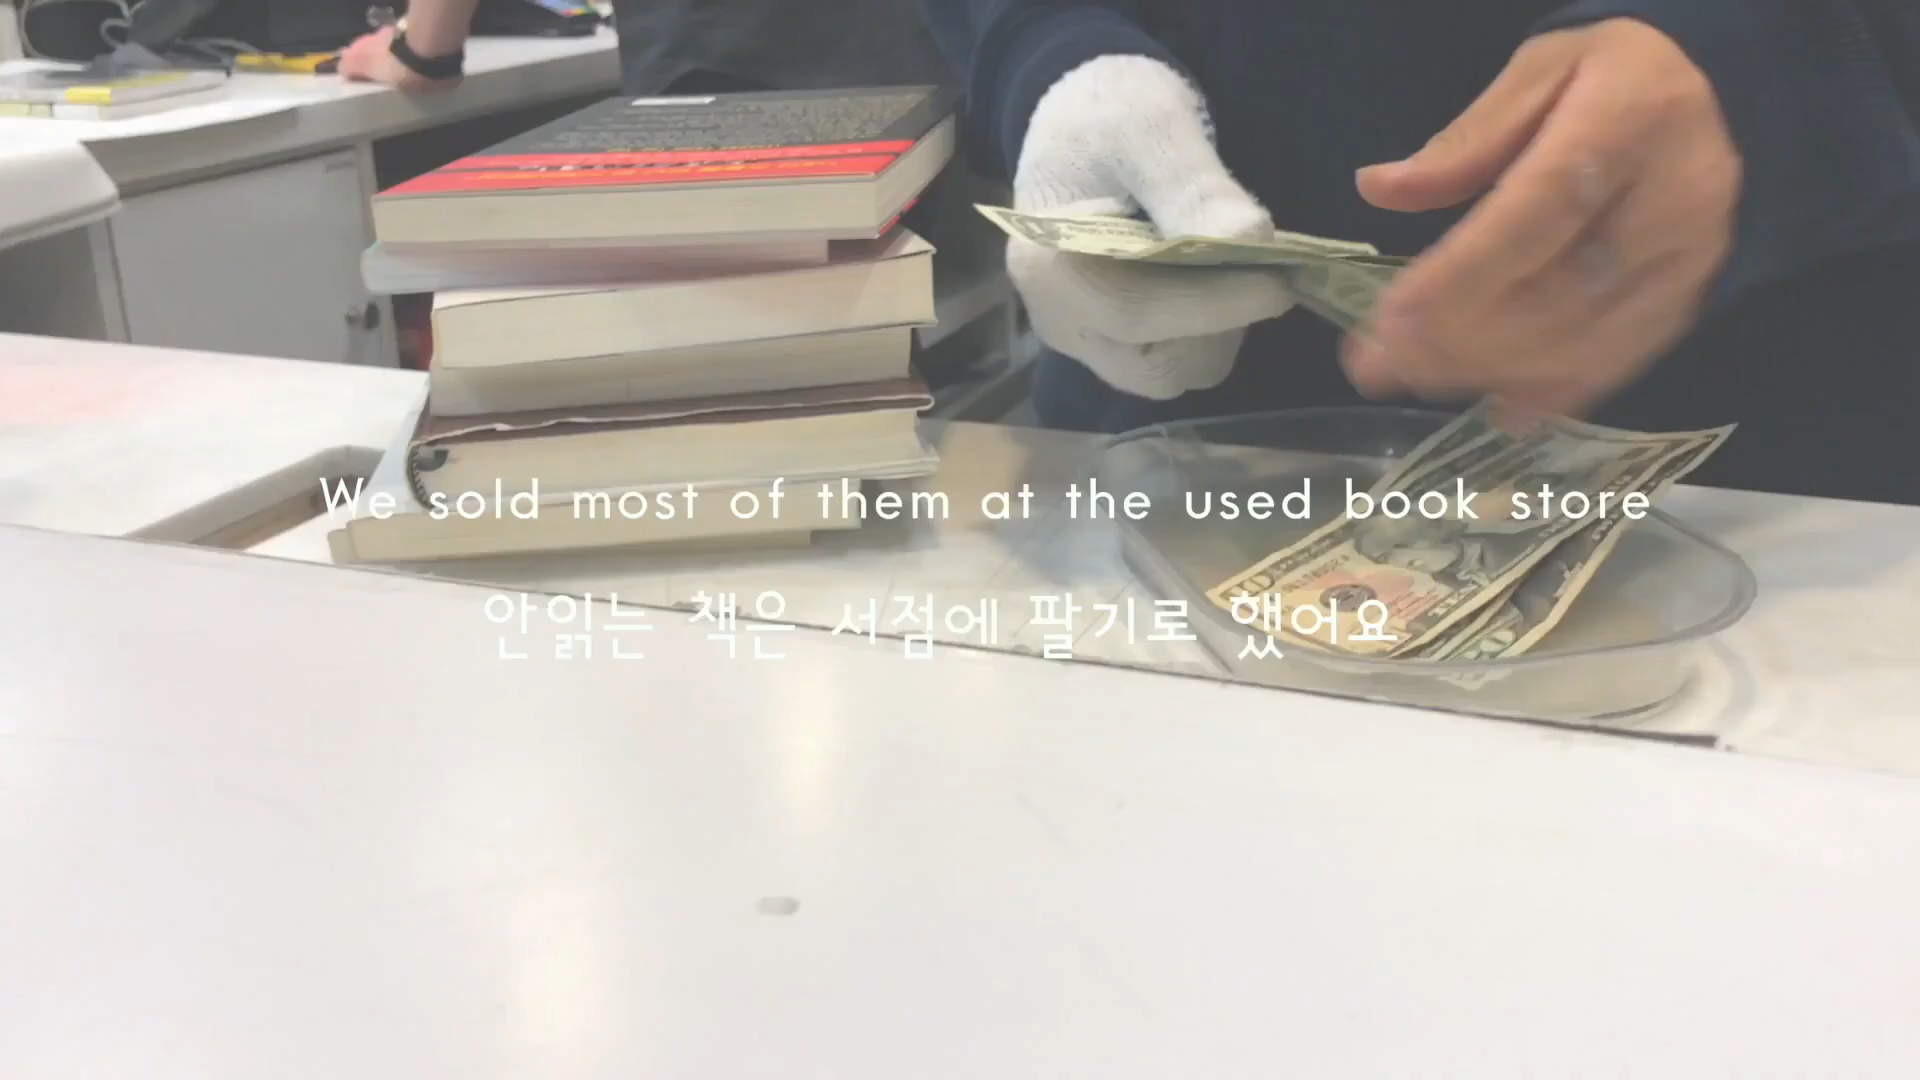 We sold most of them at the used book store
안읽는 책은 서점에 팔기로 했어요